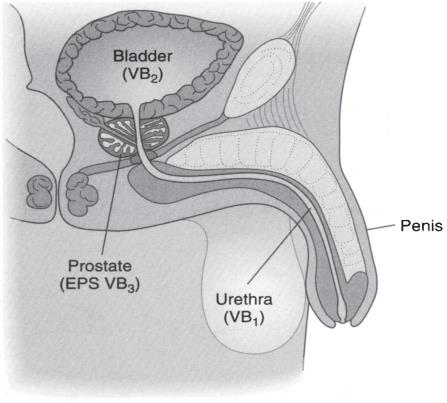 Bladder
(VB₂)
Penis
Prostate
(EPS VB₃)
Urethra
(VB₁)